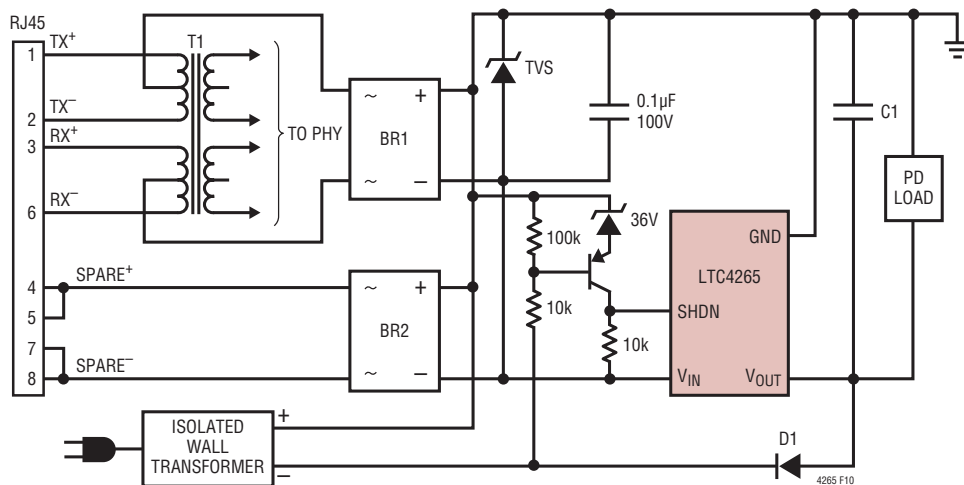 RJ45
1 TX+
T1
2 TX−
3 RX+
6 RX−
TO PHY
~ +
BR1
~ −
TVS
0.1µF
100V
C1
PD
LOAD
100k
36V
GND
LTC4265
SHDN
10k
10k
VIN
VOUT
4 SPARE+
5
7
8 SPARE−
~ +
BR2
~ −
ISOLATED
WALL
TRANSFORMER
+
−
D1
4265 F10